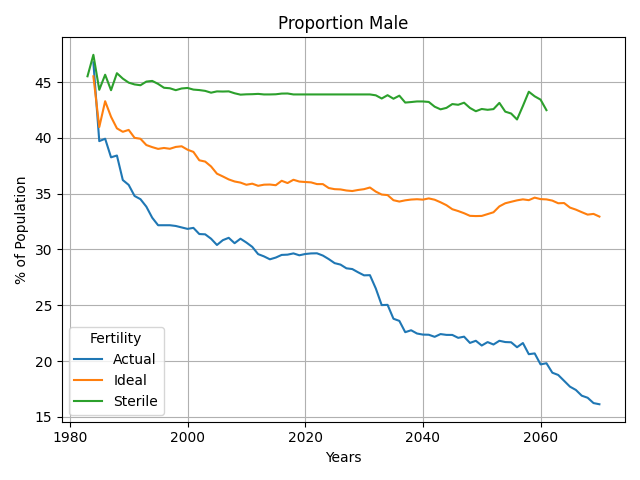 Proportion Male
% of Population
45
40
35
30
25
20
15
Fertility
Actual
Ideal
Sterile
1980
2000
2020
2040
2060
Years